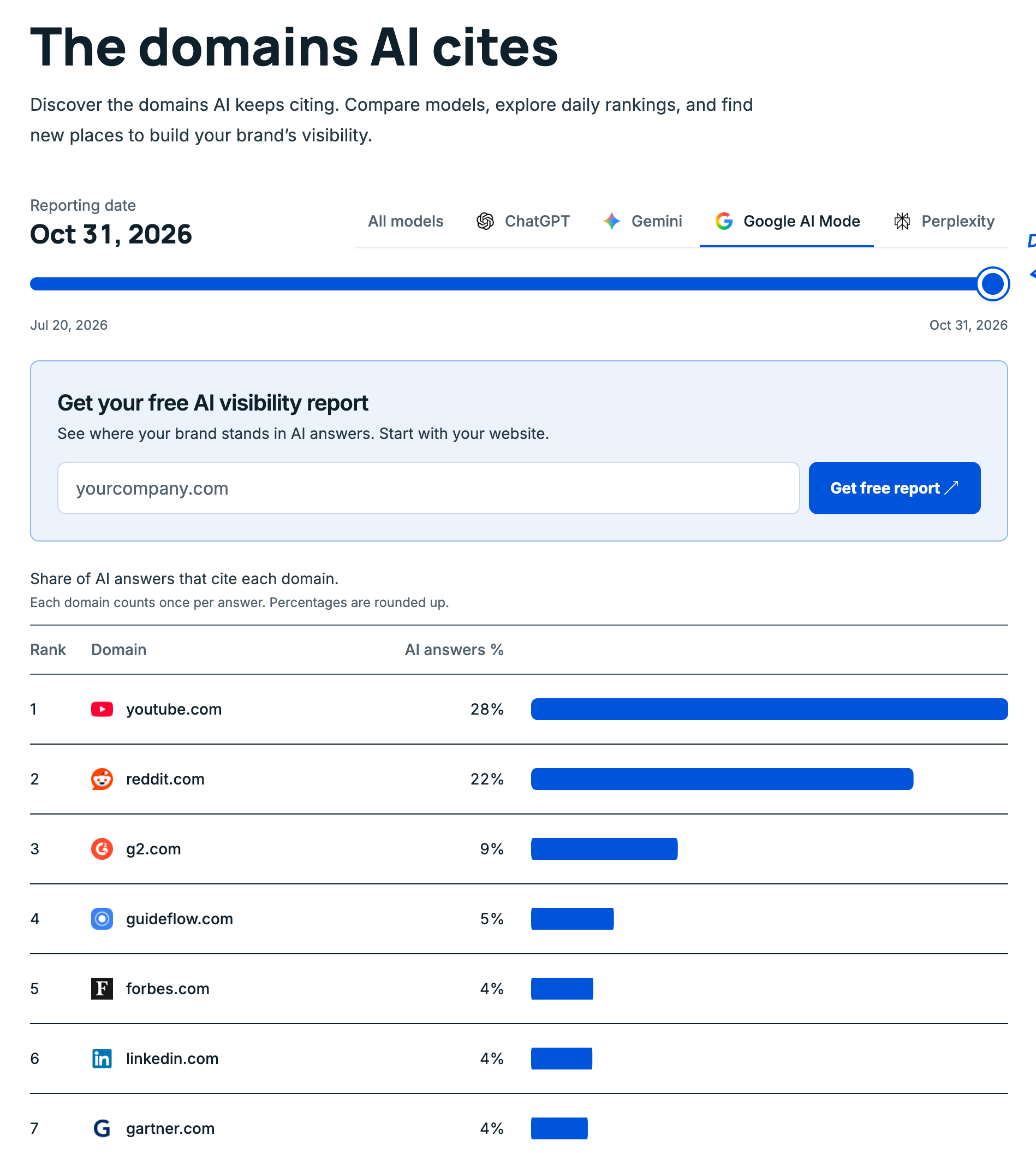 The domains AI cites
Discover the domains AI keeps citing. Compare models, explore daily rankings, and find
new places to build your brand’s visibility.
Reporting date
Oct 31, 2026
All models
ChatGPT
Gemini
Google AI Mode
Perplexity
Jul 20, 2026
Oct 31, 2026
Get your free AI visibility report
See where your brand stands in AI answers. Start with your website.
yourcompany.com
Get free report ↗
Share of AI answers that cite each domain.
Each domain counts once per answer. Percentages are rounded up.
Rank Domain AI answers %
1 youtube.com 28%
2 reddit.com 22%
3 g2.com 9%
4 guideflow.com 5%
5 F forbes.com 4%
6 in linkedin.com 4%
7 G gartner.com 4%